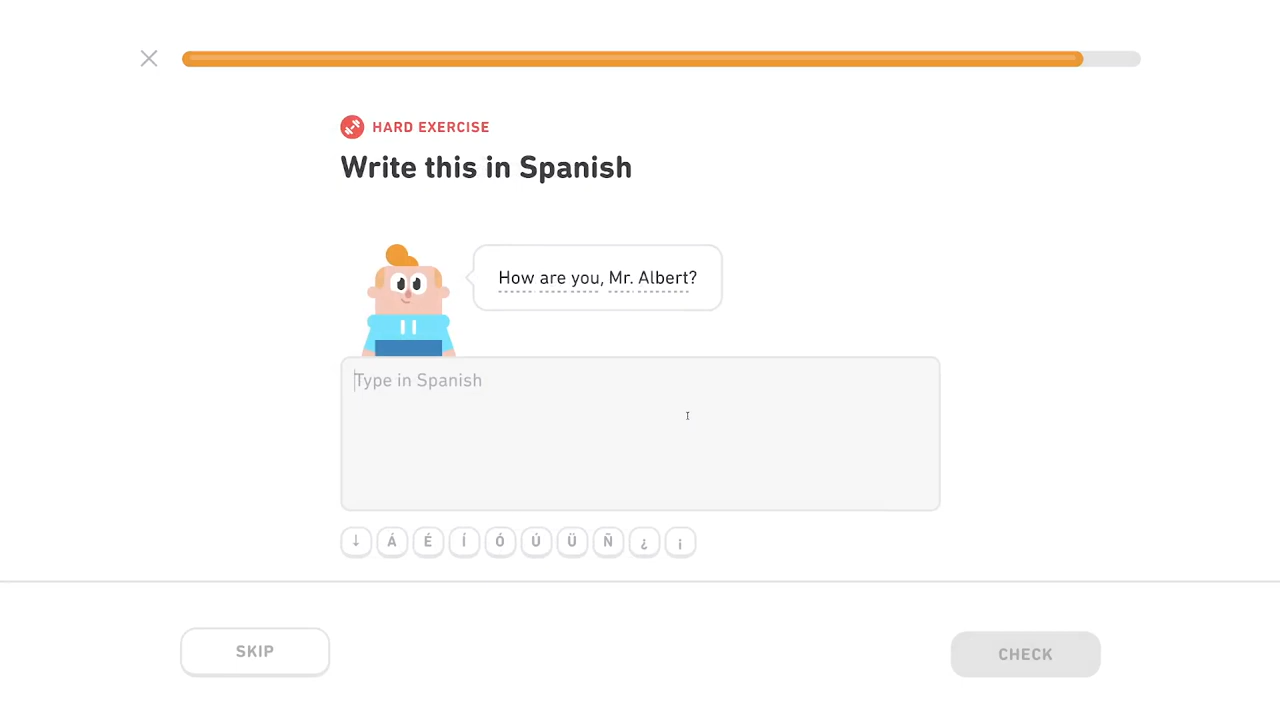 HARD EXERCISE
Write this in Spanish
How are you, Mr. Albert?
Type in Spanish
↓ Á É Í Ó Ú Ü Ñ ¿ ¡
SKIP
CHECK